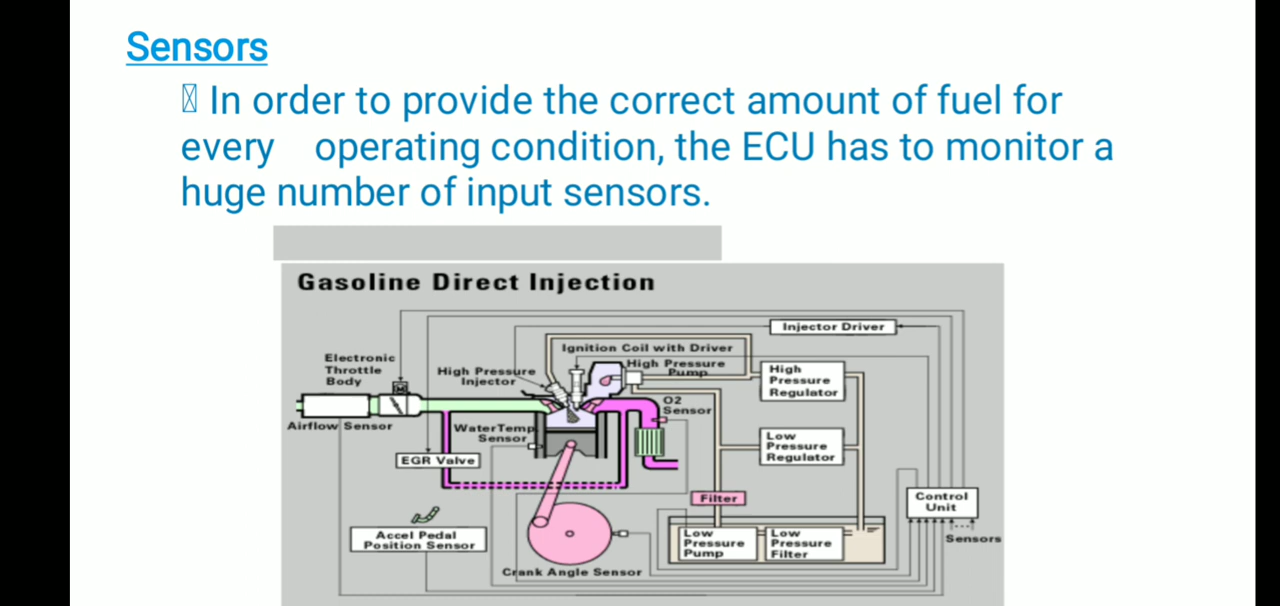 Sensors
In order to provide the correct amount of fuel for
every operating condition, the ECU has to monitor a
huge number of input sensors.
Gasoline Direct Injection
Injector Driver
Ignition Coil with Driver
Electronic
Throttle
Body
High Pressure
Injector
High Pressure
Pump
High
Pressure
Regulator
O2
Sensor
Airflow Sensor
WaterTemp
Sensor
Low
Pressure
Regulator
EGR Valve
Filter
Control
Unit
Accel Pedal
Position Sensor
Low
Pressure
Pump
Low
Pressure
Filter
Sensors
Crank Angle Sensor